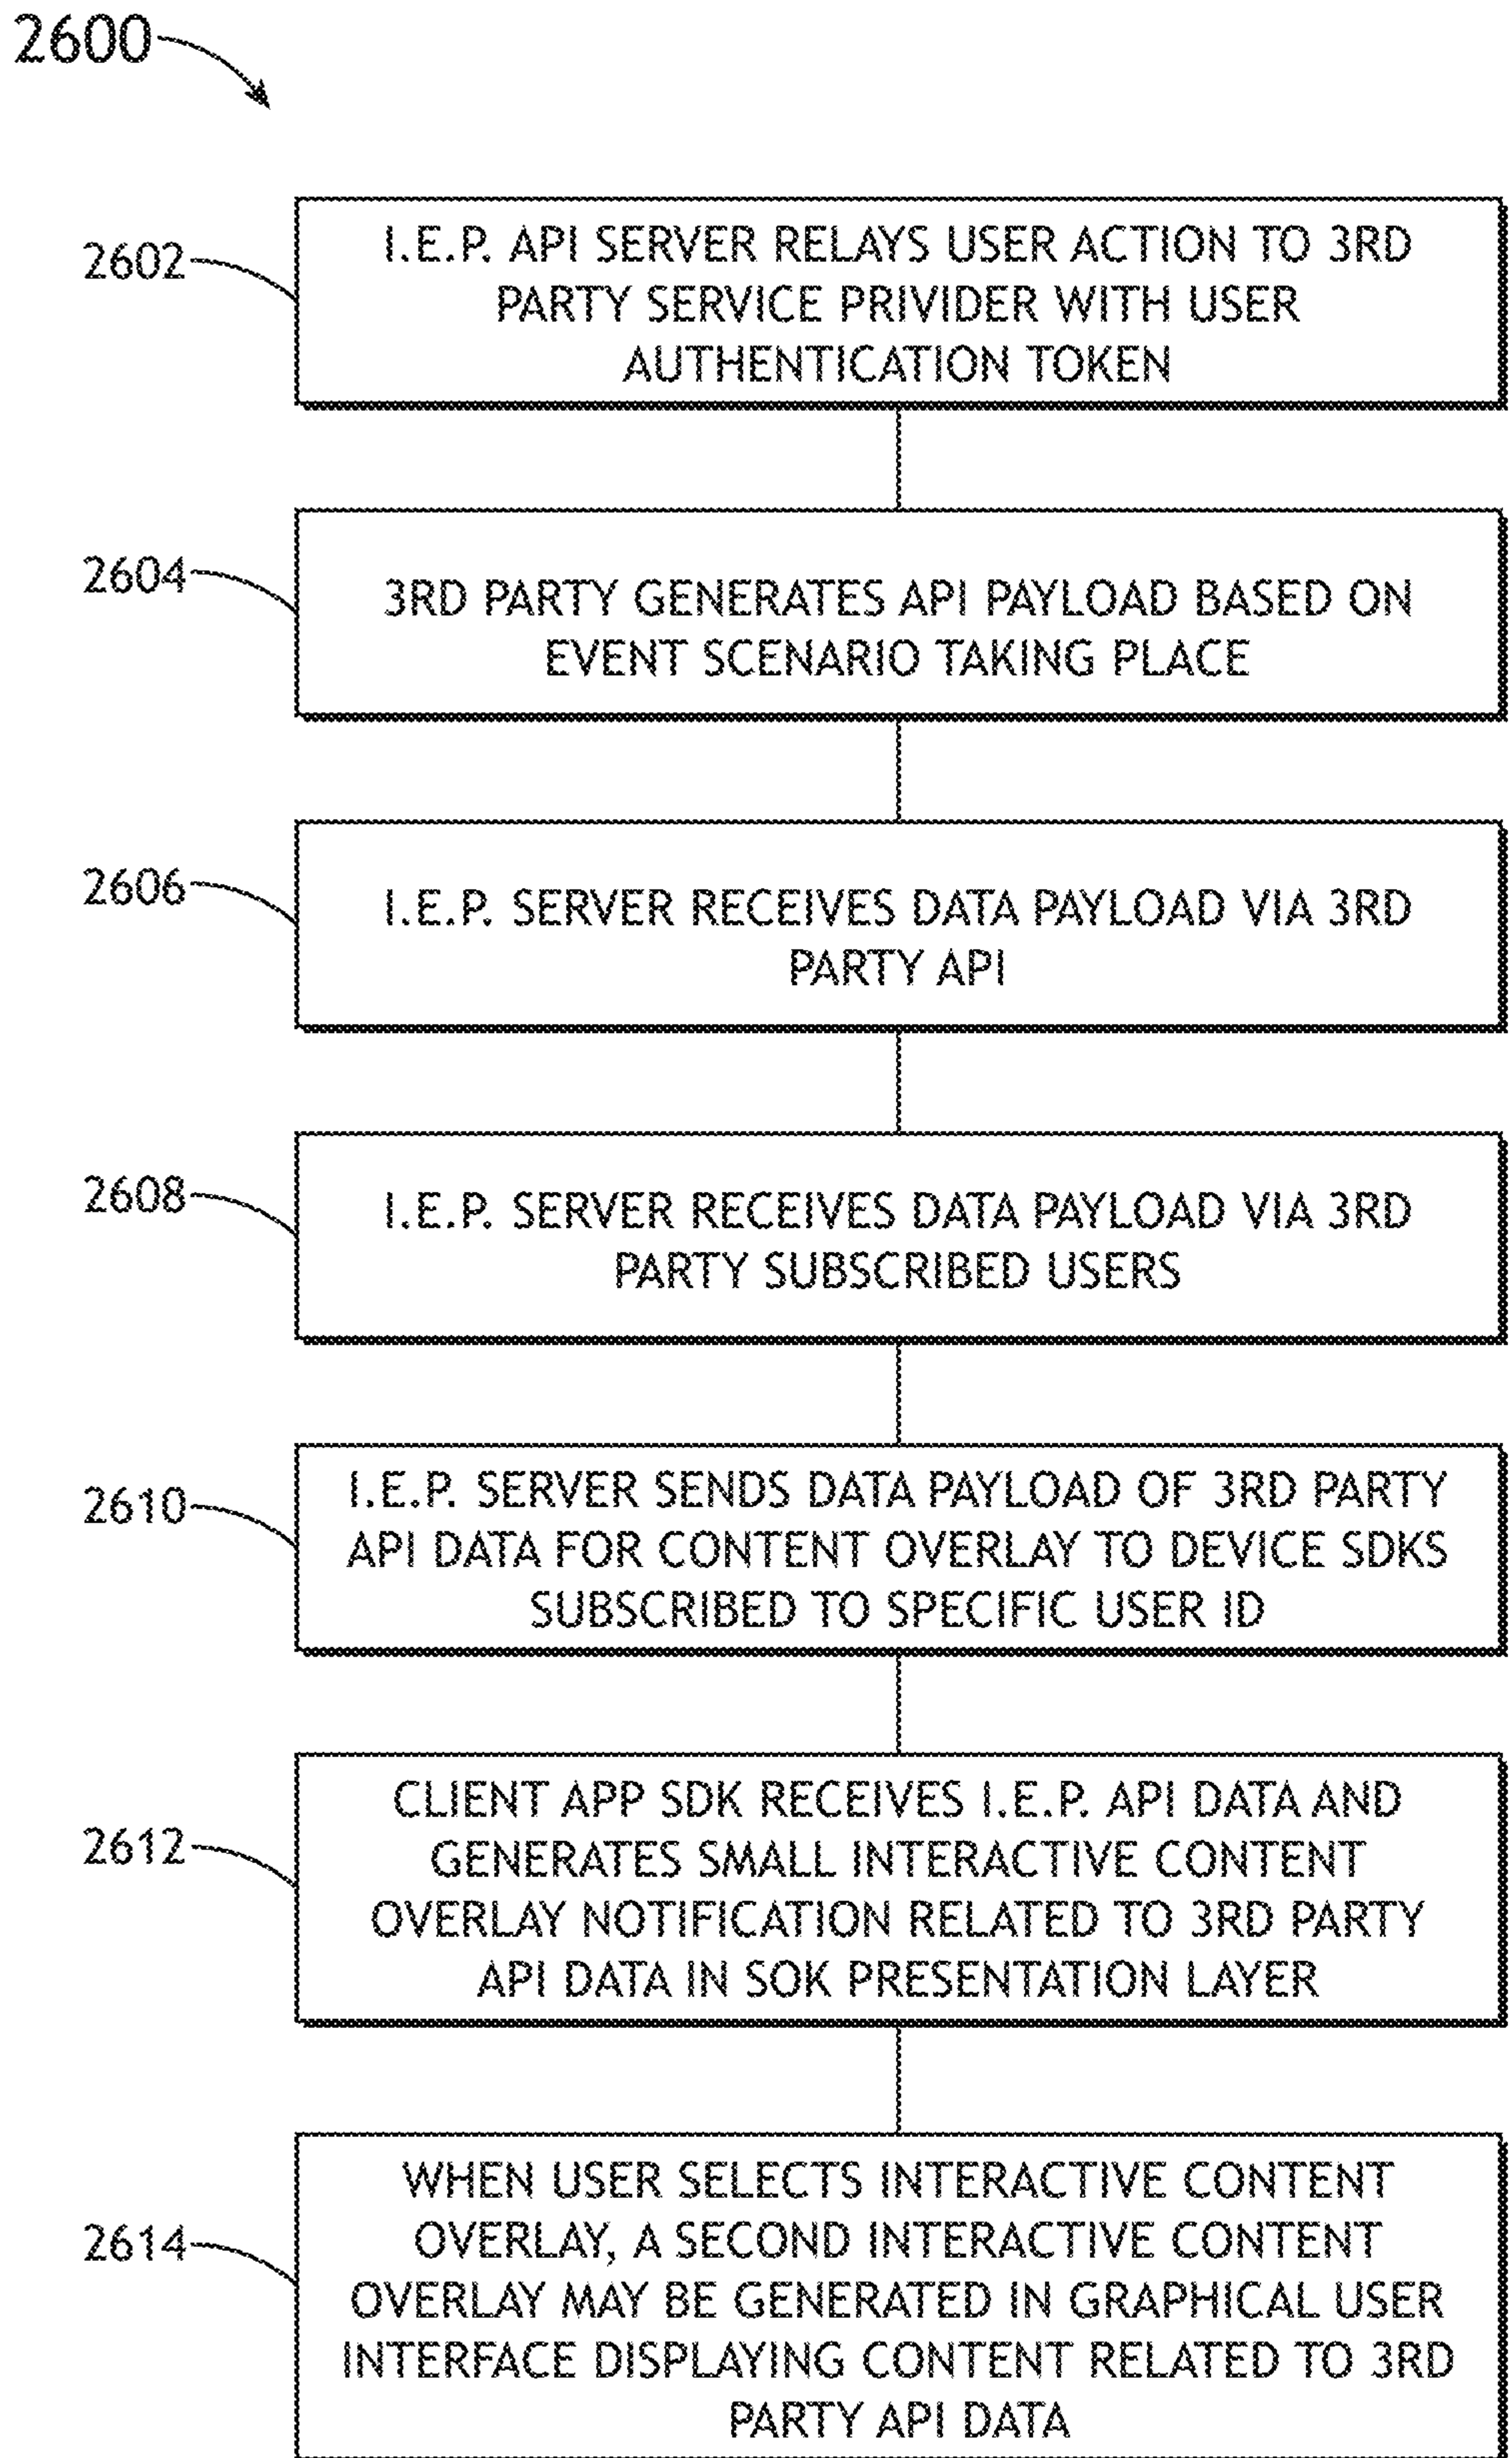 2600
2602
I.E.P. API SERVER RELAYS USER ACTION TO 3RD
PARTY SERVICE PROVIDER WITH USER
AUTHENTICATION TOKEN
2604
3RD PARTY GENERATES API PAYLOAD BASED ON
EVENT SCENARIO TAKING PLACE
2606
I.E.P. SERVER RECEIVES DATA PAYLOAD VIA 3RD
PARTY API
2608
I.E.P. SERVER RECEIVES DATA PAYLOAD VIA 3RD
PARTY SUBSCRIBED USERS
2610
I.E.P. SERVER SENDS DATA PAYLOAD OF 3RD PARTY
API DATA FOR CONTENT OVERLAY TO DEVICE SDKS
SUBSCRIBED TO SPECIFIC USER ID
2612
CLIENT APP SDK RECEIVES I.E.P. API DATA AND
GENERATES SMALL INTERACTIVE CONTENT
OVERLAY NOTIFICATION RELATED TO 3RD PARTY
API DATA IN SOK PRESENTATION LAYER
2614
WHEN USER SELECTS INTERACTIVE CONTENT
OVERLAY, A SECOND INTERACTIVE CONTENT
OVERLAY MAY BE GENERATED IN GRAPHICAL USER
INTERFACE DISPLAYING CONTENT RELATED TO 3RD
PARTY API DATA